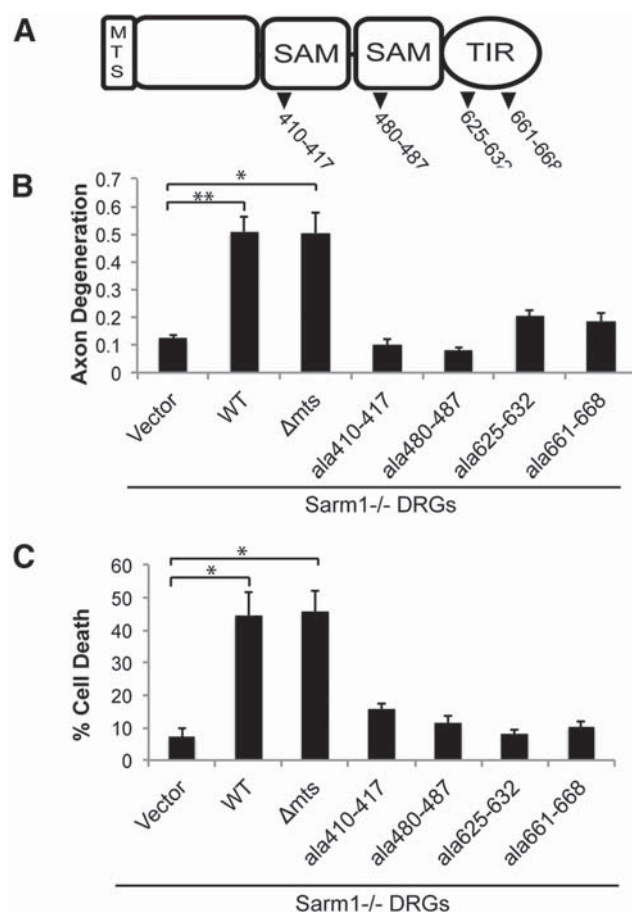 A
MTS SAM SAM TIR
410-417 480-487 625-632 661-668
B
Axon Degeneration
0.7
0.6
0.5
0.4
0.3
0.2
0.1
0
*
**
Vector WT Δmts ala410-417 ala480-487 ala625-632 ala661-668
Sarm1-/- DRGs
C
% Cell Death
60
50
40
30
20
10
0
*
*
Vector WT Δmts ala410-417 ala480-487 ala625-632 ala661-668
Sarm1-/- DRGs